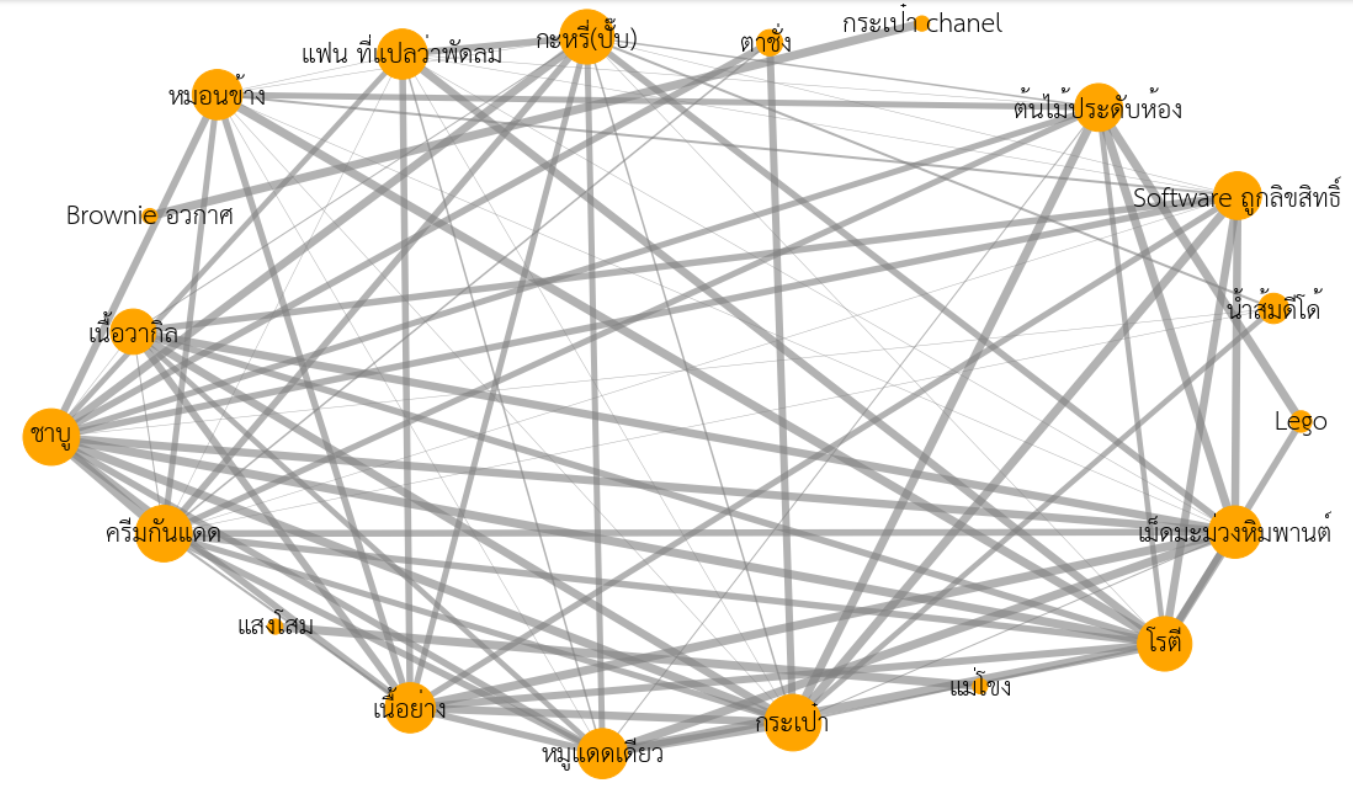 กระเป๋า chanel
กะหรี่(ปั๊บ)
ตาชั่ง
แฟน ที่แปลว่าพัดลม
หมอนข้าง
ต้นไม้ประดับห้อง
Software ถูกลิขสิทธิ์
Brownie อวกาศ
น้ำส้มดีโด้
เนื้อวากิล
Lego
ชาบู
ครีมกันแดด
เม็ดมะม่วงหิมพานต์
แสงโสม
โรตี
แม่โขง
เนื้อย่าง
กระเป๋า
หมูแดดเดียว